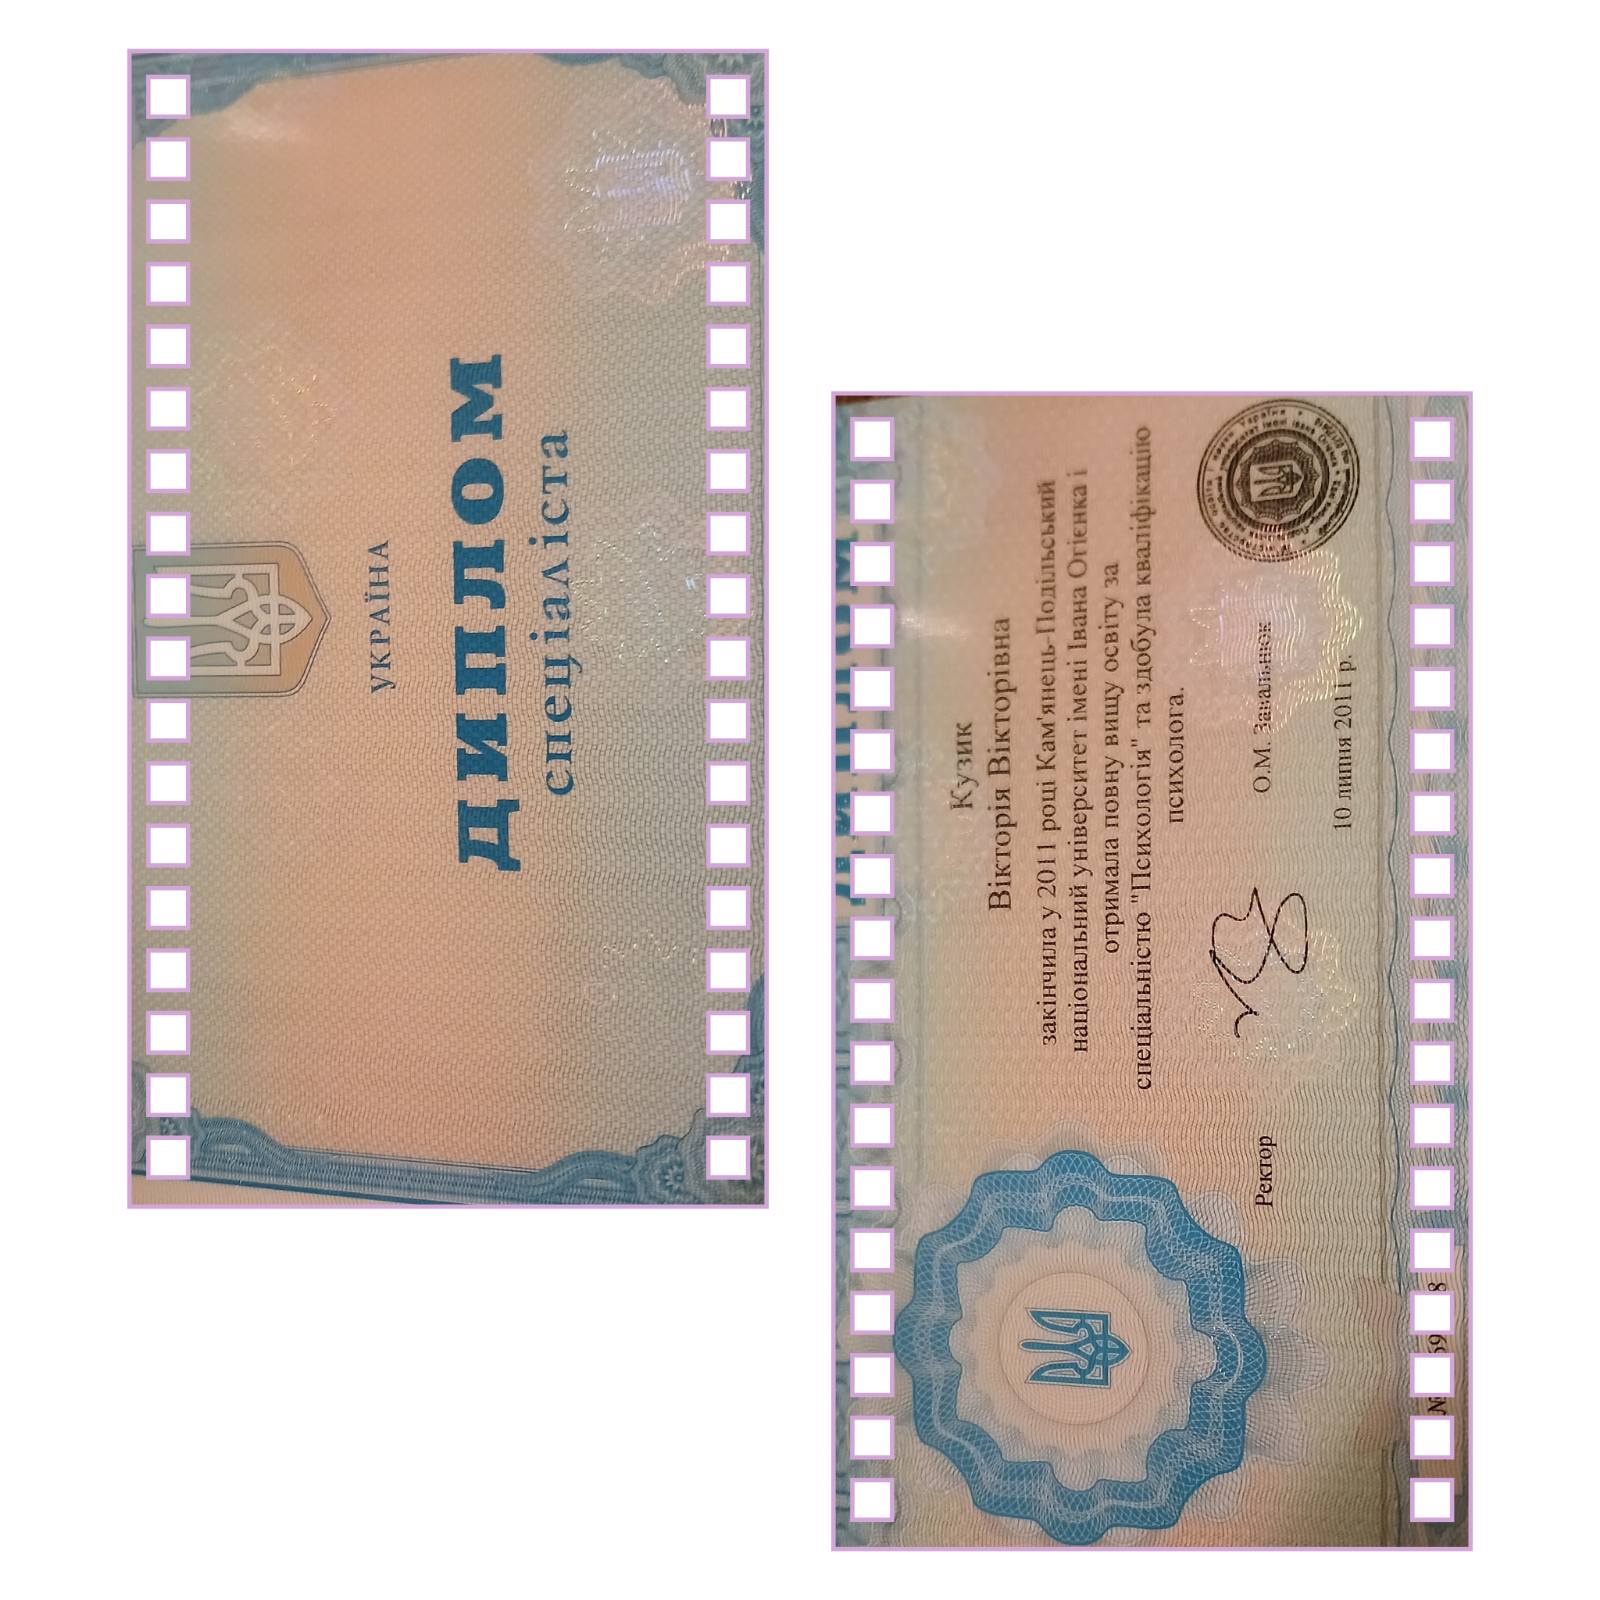 УКРАЇНА
ДИПЛОМ
спеціаліста
Кузик
Вікторія Вікторівна
закінчила у 2011 році Кам'янець-Подільський
національний університет імені Івана Огієнка і
отримала повну вищу освіту за
спеціальністю "Психологія" та здобула кваліфікацію
психолога.
Ректор О.М. Завальнюк
10 липня 2011 р.
№